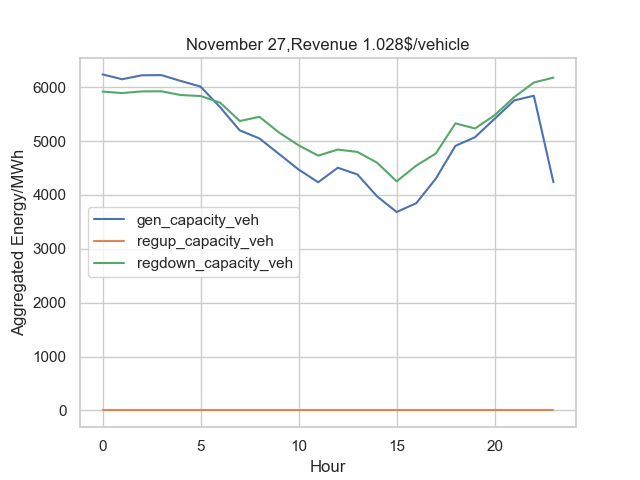 November 27,Revenue 1.028$/vehicle
Aggregated Energy/MWh
6000
5000
4000
3000
2000
1000
0
gen_capacity_veh
regup_capacity_veh
regdown_capacity_veh
0 5 10 15 20
Hour